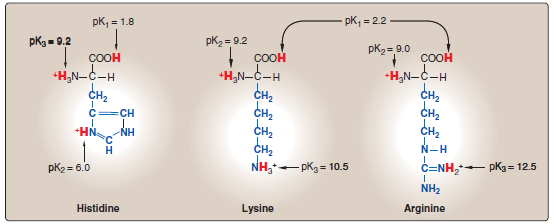 pK₁ = 1.8
pK₃ = 9.2
COOH
⁺H₃N–C–H
CH₂
C=CH
⁺HN
NH
C
H
pK₂ = 6.0
Histidine
pK₁ = 2.2
pK₂ = 9.2
COOH
⁺H₃N–C–H
CH₂
CH₂
CH₂
CH₂
NH₃⁺
pK₃ = 10.5
Lysine
pK₂ = 9.0
COOH
⁺H₃N–C–H
CH₂
CH₂
CH₂
N–H
C=NH₂⁺
NH₂
pK₃ = 12.5
Arginine